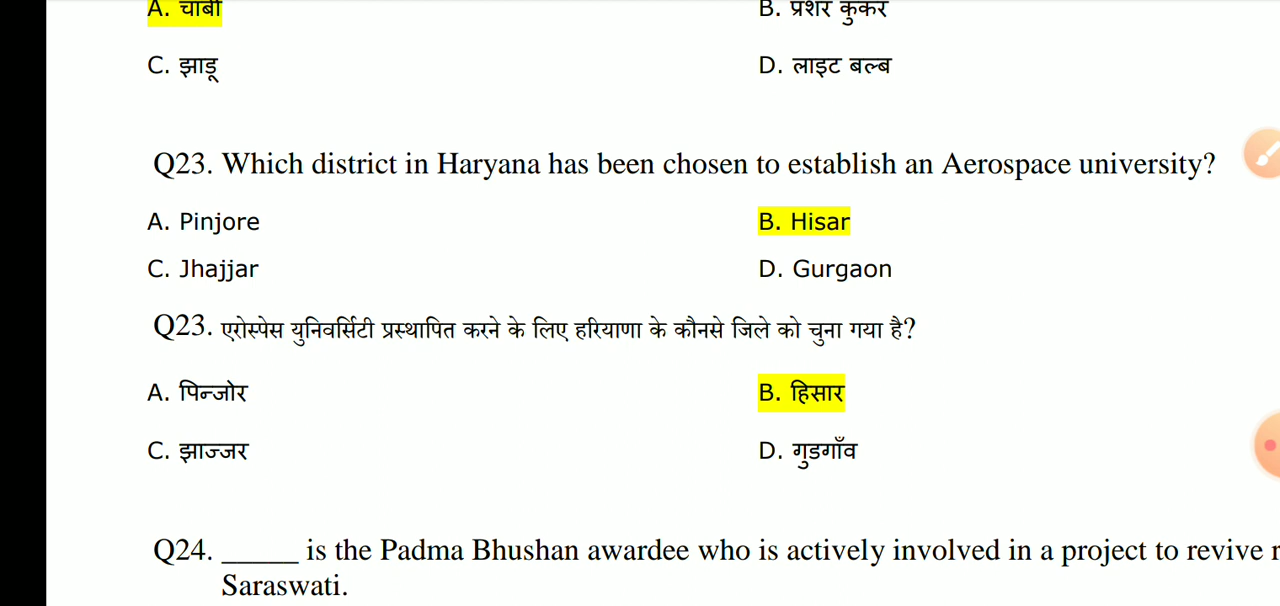 A. चाबी B. प्रेशर कुकर
C. झाडू D. लाइट बल्ब
Q23. Which district in Haryana has been chosen to establish an Aerospace university?
A. Pinjore B. Hisar
C. Jhajjar D. Gurgaon
Q23. एरोस्पेस युनिवर्सिटी प्रस्थापित करने के लिए हरियाणा के कौनसे जिले को चुना गया है?
A. पिन्जोर B. हिसार
C. झाज्जर D. गुडगाँव
Q24. _____ is the Padma Bhushan awardee who is actively involved in a project to revive
Saraswati.